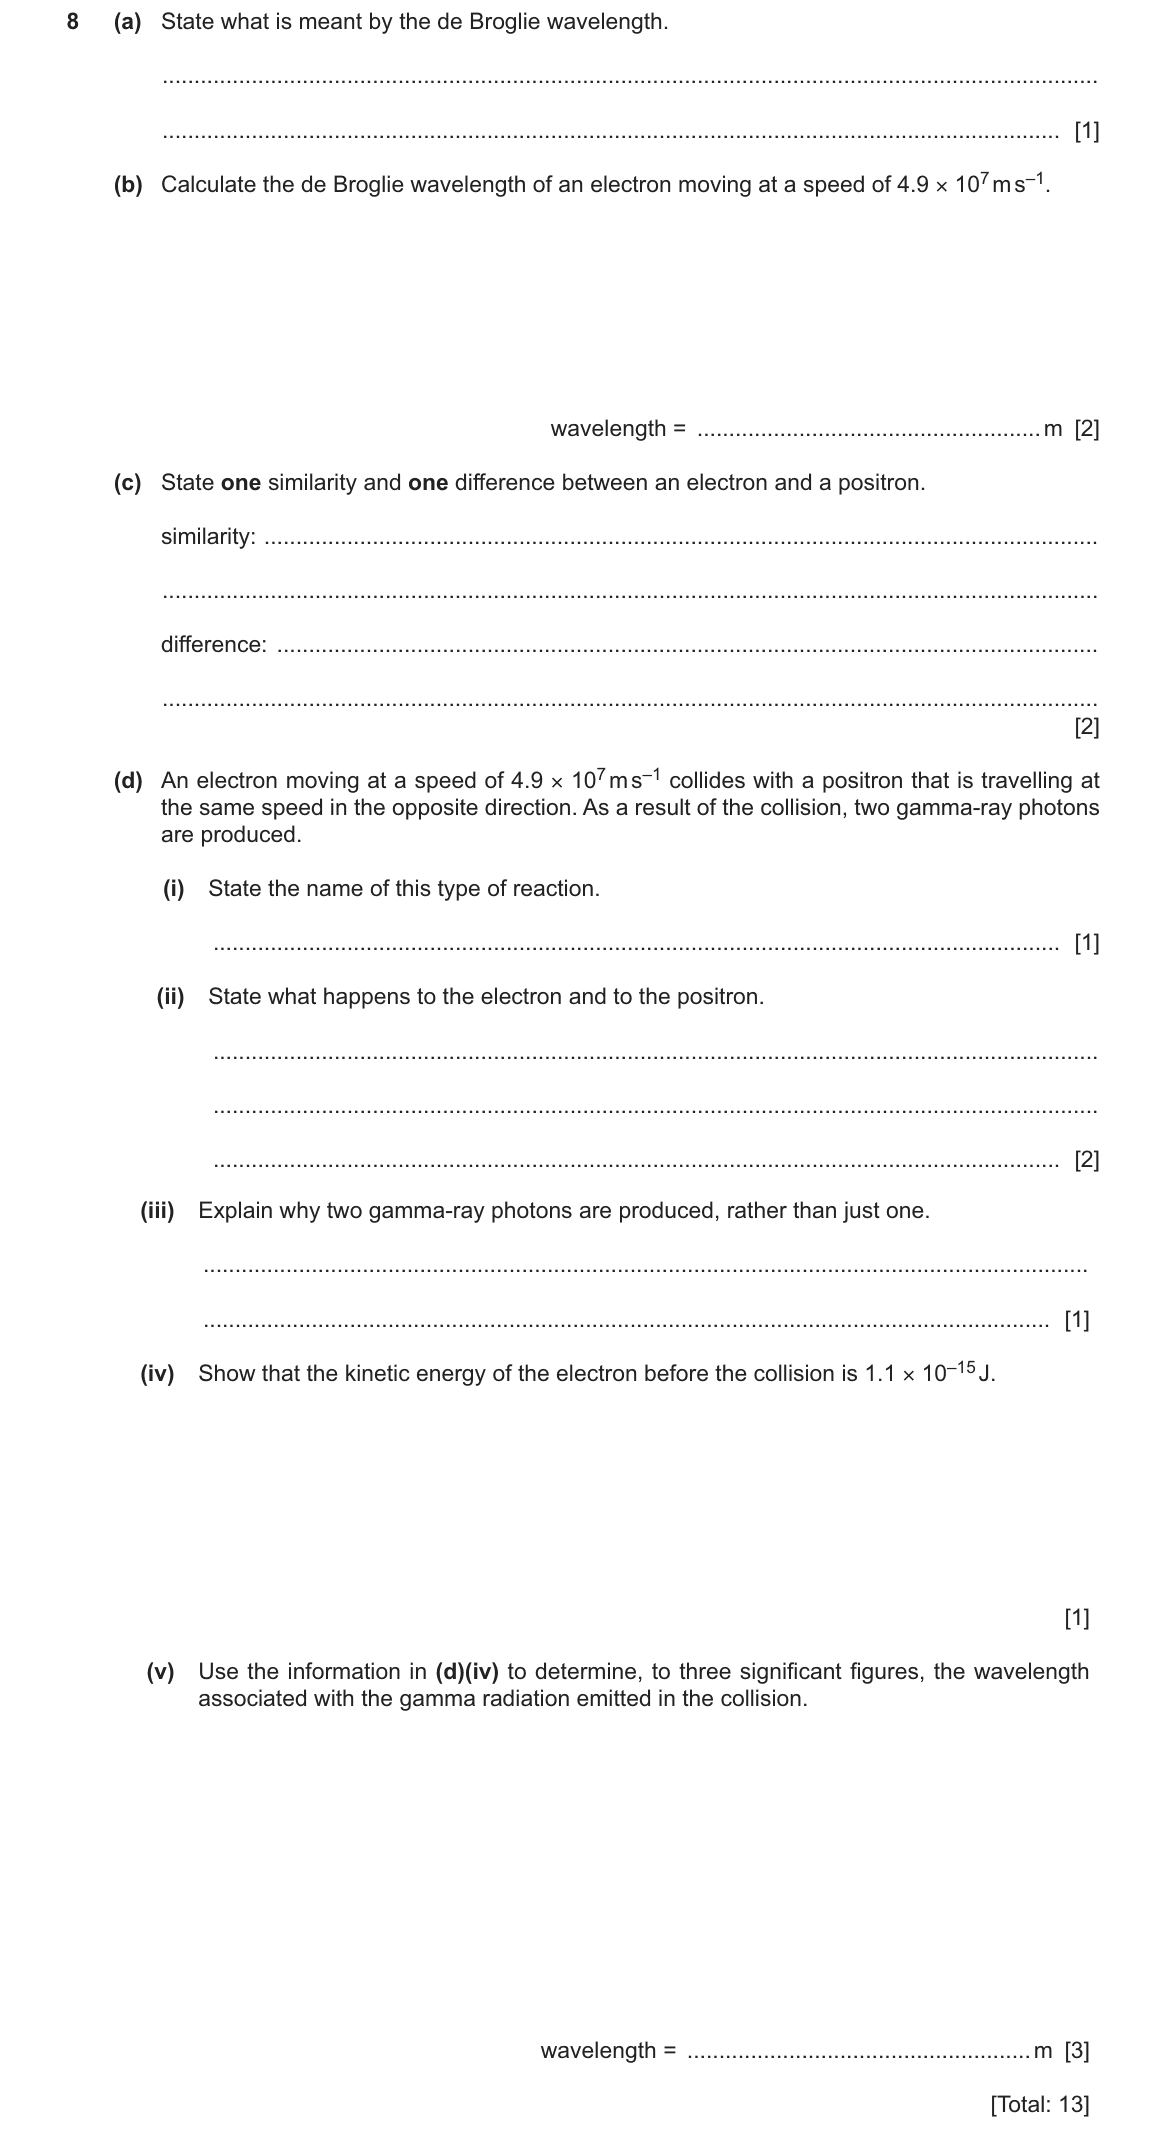 8 (a) State what is meant by the de Broglie wavelength.
..........................................................................................
.......................................................................................... [1]
(b) Calculate the de Broglie wavelength of an electron moving at a speed of 4.9 × 10⁷ m s⁻¹.
wavelength = .................................................... m [2]
(c) State one similarity and one difference between an electron and a positron.
similarity: ..........................................................................................
..........................................................................................
difference: ..........................................................................................
..........................................................................................
[2]
(d) An electron moving at a speed of 4.9 × 10⁷ m s⁻¹ collides with a positron that is travelling at
the same speed in the opposite direction. As a result of the collision, two gamma-ray photons
are produced.
(i) State the name of this type of reaction.
.......................................................................................... [1]
(ii) State what happens to the electron and to the positron.
..........................................................................................
..........................................................................................
.......................................................................................... [2]
(iii) Explain why two gamma-ray photons are produced, rather than just one.
..........................................................................................
.......................................................................................... [1]
(iv) Show that the kinetic energy of the electron before the collision is 1.1 × 10⁻¹⁵ J.
[1]
(v) Use the information in (d)(iv) to determine, to three significant figures, the wavelength
associated with the gamma radiation emitted in the collision.
wavelength = .................................................... m [3]
[Total: 13]